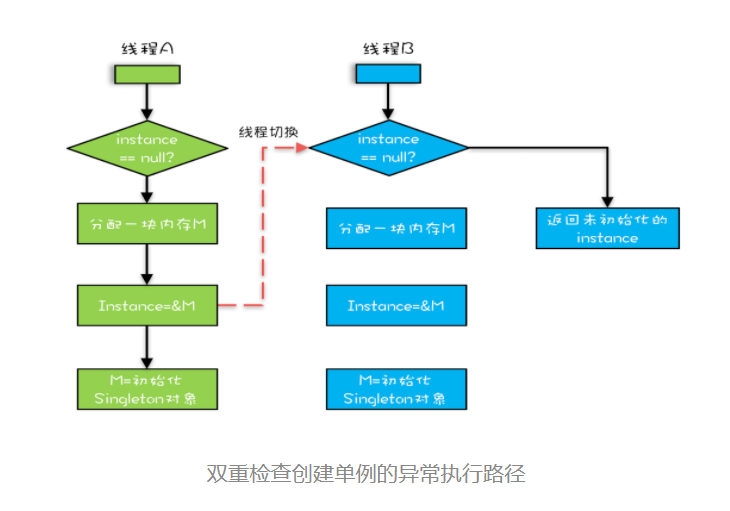 线程A
线程B
线程切换
instance
== null?
instance
== null?
分配一块内存M
分配一块内存M
返回未初始化的
instance
Instance=&M
Instance=&M
M=初始化
Singleton对象
M=初始化
Singleton对象
双重检查创建单例的异常执行路径